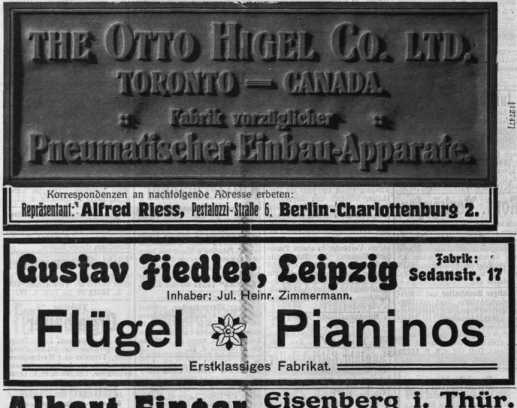 THE OTTO HIGEL CO. LTD.
TORONTO = CANADA.
:: Fabrik vorzüglicher ::
Pneumatischer Einbau-Apparate.
Korrespondenzen an nachfolgende Adresse erbeten:
Repräsentant: Alfred Riess, Pestalozzi-Straße 6, Berlin-Charlottenburg 2.
Gustav Fiedler, Leipzig Fabrik: Sedanstr. 17
Inhaber: Jul. Heinr. Zimmermann.
Flügel Pianinos
Erstklassiges Fabrikat.
Eisenberg i. Thür.